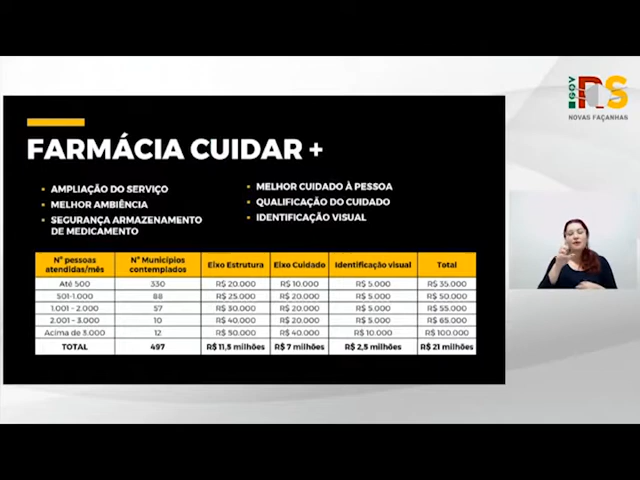 GOV RS
NOVAS FAÇANHAS
FARMÁCIA CUIDAR +
AMPLIAÇÃO DO SERVIÇO
MELHOR AMBIÊNCIA
SEGURANÇA ARMAZENAMENTO
DE MEDICAMENTO
MELHOR CUIDADO À PESSOA
QUALIFICAÇÃO DO CUIDADO
IDENTIFICAÇÃO VISUAL
Nº pessoas atendidas/mês Nº Municípios contemplados Eixo Estrutura Eixo Cuidado Identificação visual Total
Até 500 330 R$ 20.000 R$ 10.000 R$ 5.000 R$ 35.000
501-1.000 88 R$ 25.000 R$ 20.000 R$ 5.000 R$ 50.000
1.001 - 2.000 57 R$ 30.000 R$ 20.000 R$ 5.000 R$ 55.000
2.001 - 3.000 10 R$ 40.000 R$ 20.000 R$ 5.000 R$ 65.000
Acima de 3.000 12 R$ 50.000 R$ 40.000 R$ 10.000 R$ 100.000
TOTAL 497 R$ 11,5 milhões R$ 7 milhões R$ 2,5 milhões R$ 21 milhões